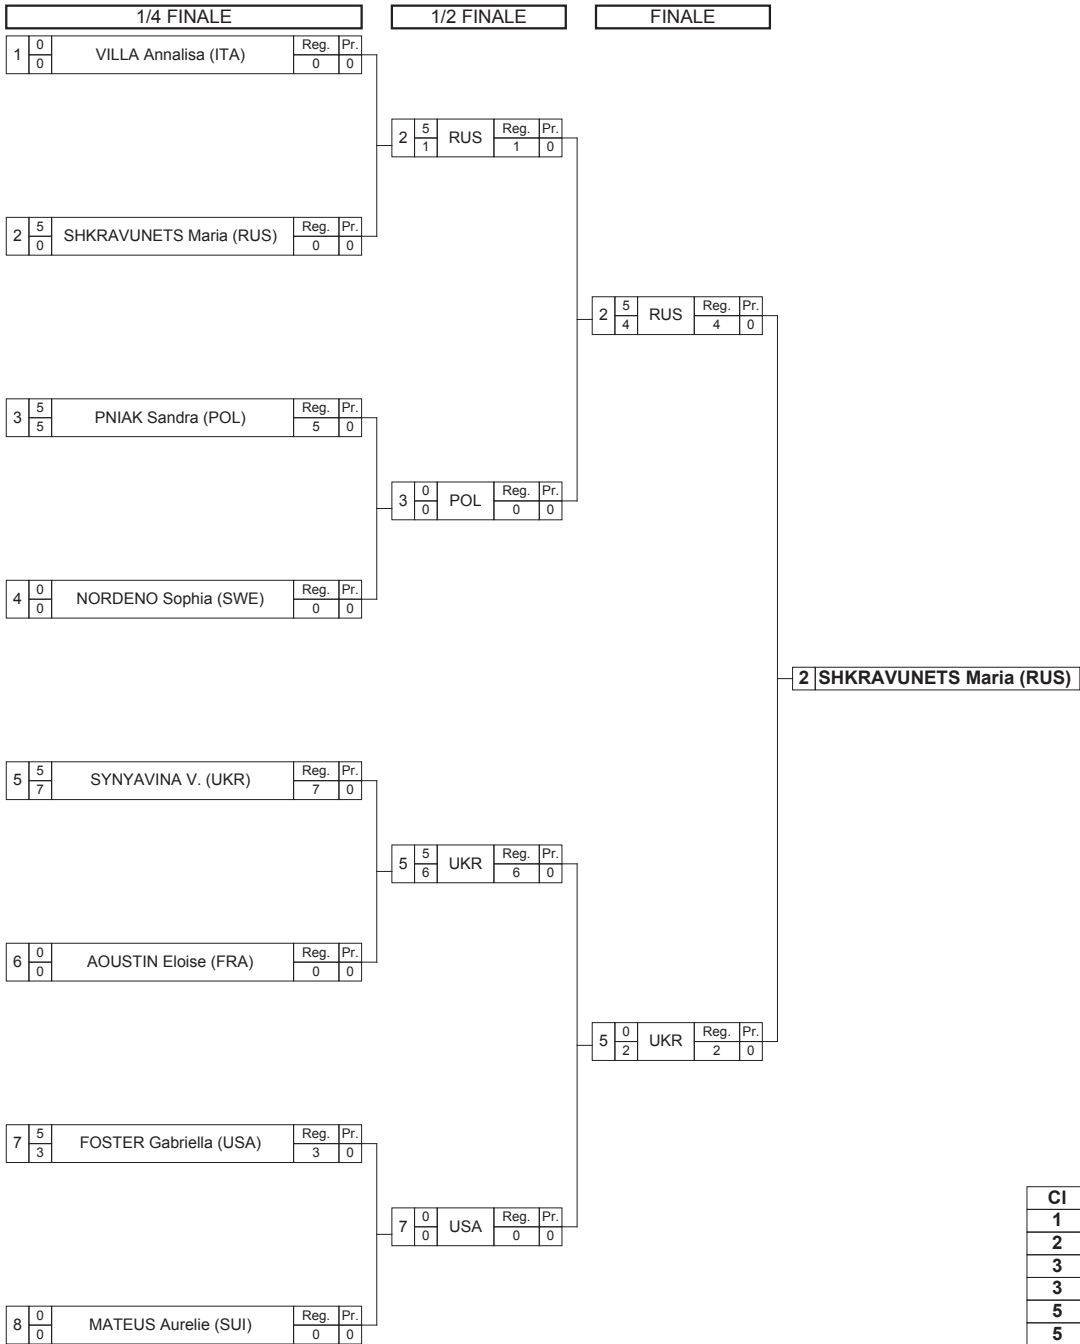 1/4 FINALE 1/2 FINALE FINALE
1 0 0 VILLA Annalisa (ITA) Reg. Pr. 0 0
2 5 1 RUS Reg. Pr. 1 0
2 5 0 SHKRAVUNETS Maria (RUS) Reg. Pr. 0 0
2 5 4 RUS Reg. Pr. 4 0
3 5 5 PNIAK Sandra (POL) Reg. Pr. 5 0
3 0 0 POL Reg. Pr. 0 0
4 0 0 NORDENO Sophia (SWE) Reg. Pr. 0 0
2 SHKRAVUNETS Maria (RUS)
5 5 7 SYNYAVINA V. (UKR) Reg. Pr. 7 0
5 5 6 UKR Reg. Pr. 6 0
6 0 0 AOUSTIN Eloise (FRA) Reg. Pr. 0 0
5 0 2 UKR Reg. Pr. 2 0
7 5 3 FOSTER Gabriella (USA) Reg. Pr. 3 0
7 0 0 USA Reg. Pr. 0 0
8 0 0 MATEUS Aurelie (SUI) Reg. Pr. 0 0
Cl
1
2
3
3
5
5